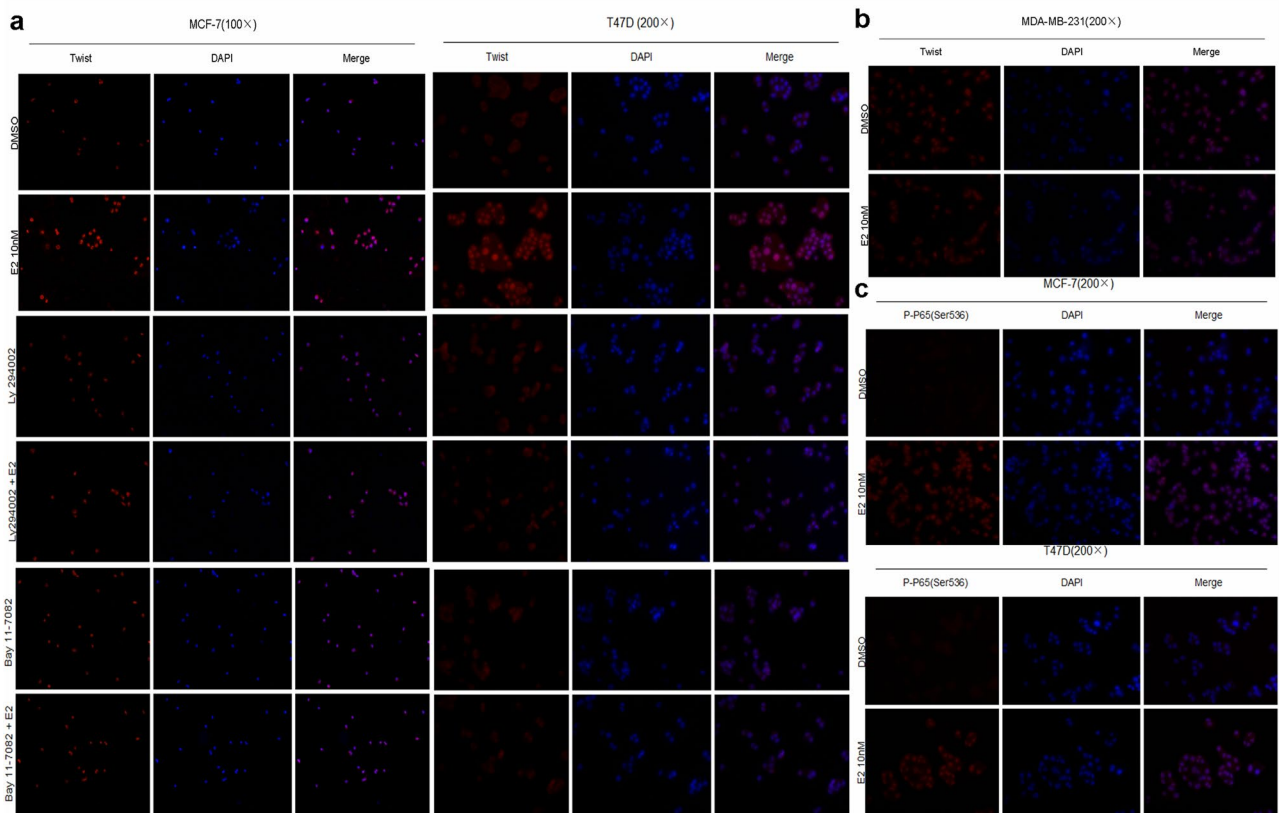 a
MCF-7(100×)
T47D (200×)
Twist DAPI Merge
Twist DAPI Merge
DMSO
E2 10nM
Ly 294002
Ly294002 + E2
Bay 11-7082
Bay 11-7082 + E2
b
MDA-MB-231(200×)
Twist DAPI Merge
DMSO
E2 10nM
c
MCF-7(200×)
P-P65(Ser536) DAPI Merge
DMSO
E2 10nM
T47D(200×)
P-P65(Ser536) DAPI Merge
DMSO
E2 10nM